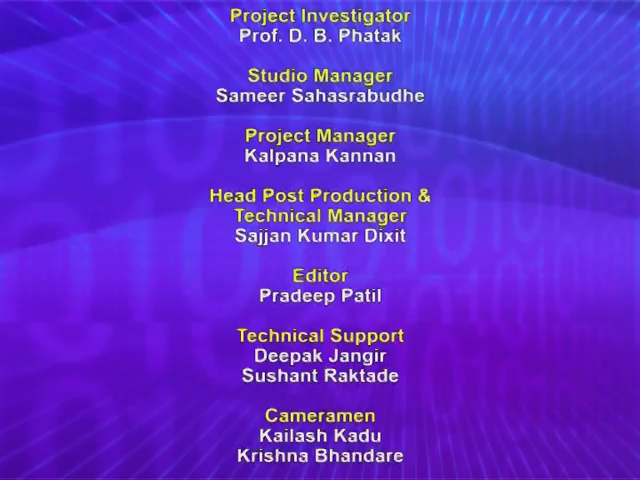 Project Investigator
Prof. D. B. Phatak
Studio Manager
Sameer Sahasrabudhe
Project Manager
Kalpana Kannan
Head Post Production &
Technical Manager
Sajjan Kumar Dixit
Editor
Pradeep Patil
Technical Support
Deepak Jangir
Sushant Raktade
Cameramen
Kailash Kadu
Krishna Bhandare